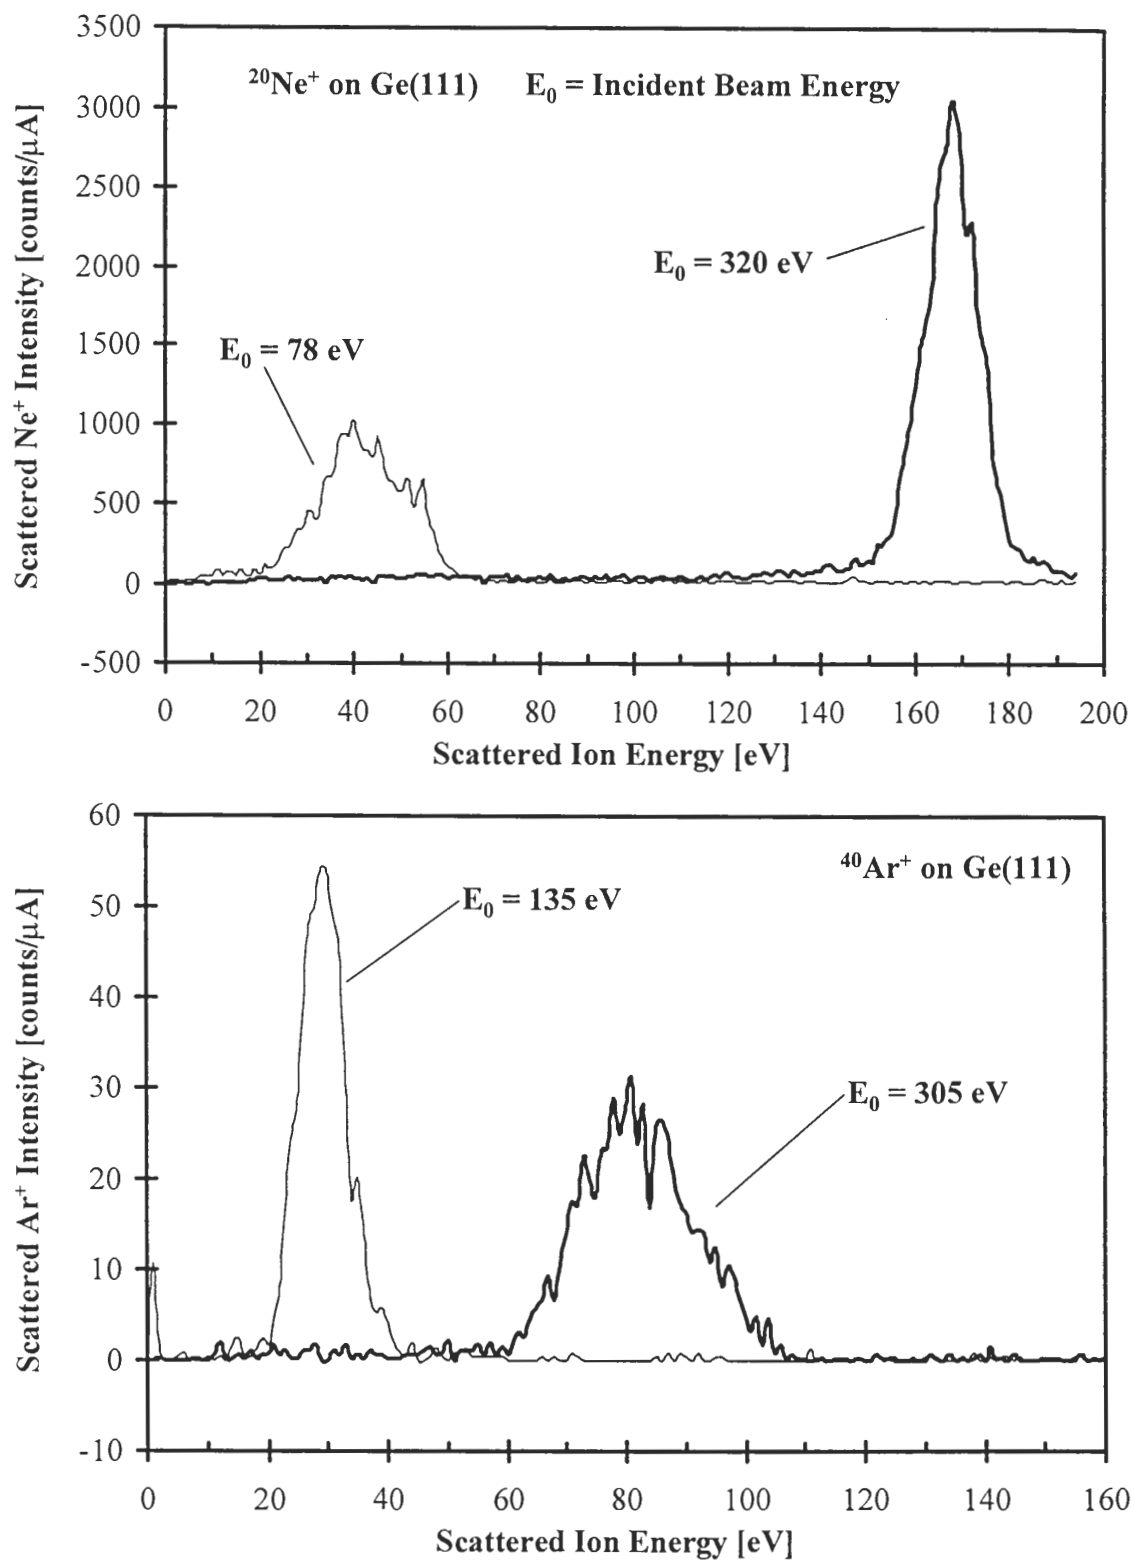 3500
3000
2500
2000
1500
1000
500
0
-500
Scattered Ne⁺ Intensity [counts/μA]
²⁰Ne⁺ on Ge(111) E₀ = Incident Beam Energy
E₀ = 320 eV
E₀ = 78 eV
0 20 40 60 80 100 120 140 160 180 200
Scattered Ion Energy [eV]
60
50
40
30
20
10
0
-10
Scattered Ar⁺ Intensity [counts/μA]
⁴⁰Ar⁺ on Ge(111)
E₀ = 135 eV
E₀ = 305 eV
0 20 40 60 80 100 120 140 160
Scattered Ion Energy [eV]